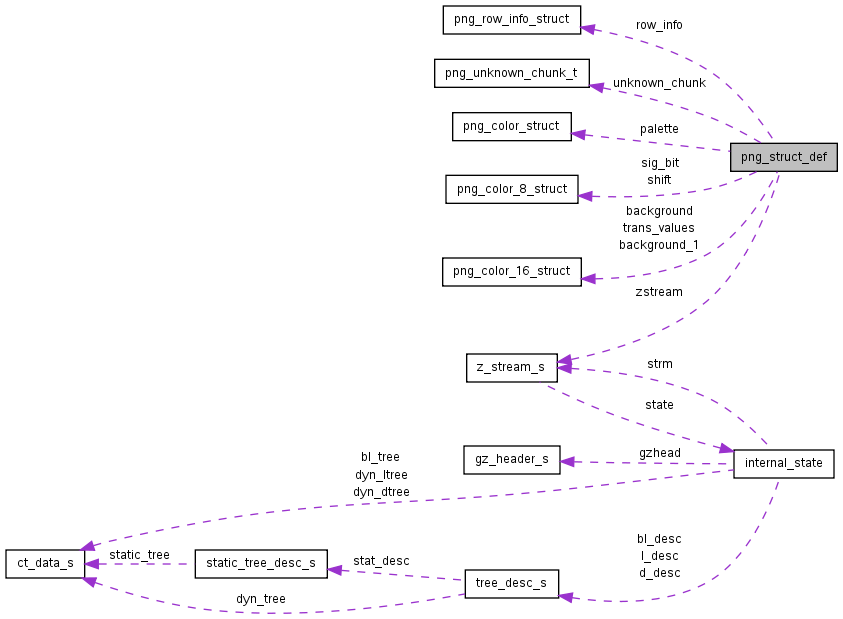 png_row_info_struct
row_info
png_unknown_chunk_t
unknown_chunk
png_color_struct
palette
png_struct_def
png_color_8_struct
sig_bit
shift
background
trans_values
background_1
png_color_16_struct
zstream
z_stream_s
strm
state
gz_header_s
gzhead
internal_state
bl_tree
dyn_ltree
dyn_dtree
ct_data_s
static_tree
static_tree_desc_s
stat_desc
tree_desc_s
bl_desc
l_desc
d_desc
dyn_tree